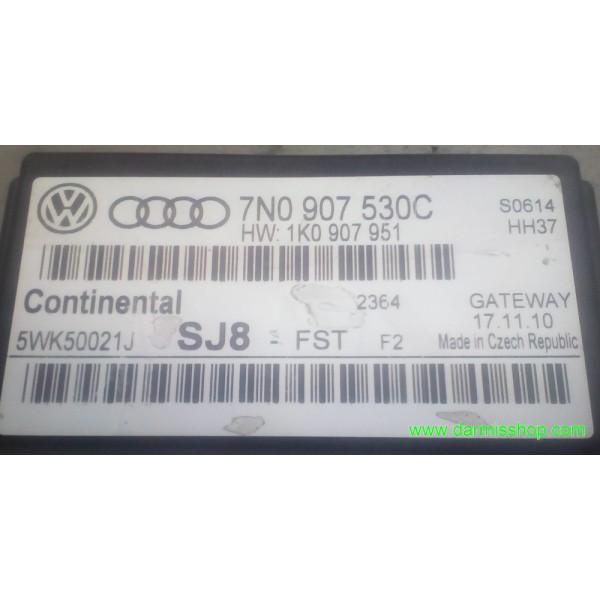 7N0 907 530C S0614
HW: 1K0 907 951 HH37
Continental 2364 GATEWAY
17.11.10
5WK50021J SJ8 - FST F2 Made in Czech Republic
www.darmisshop.com